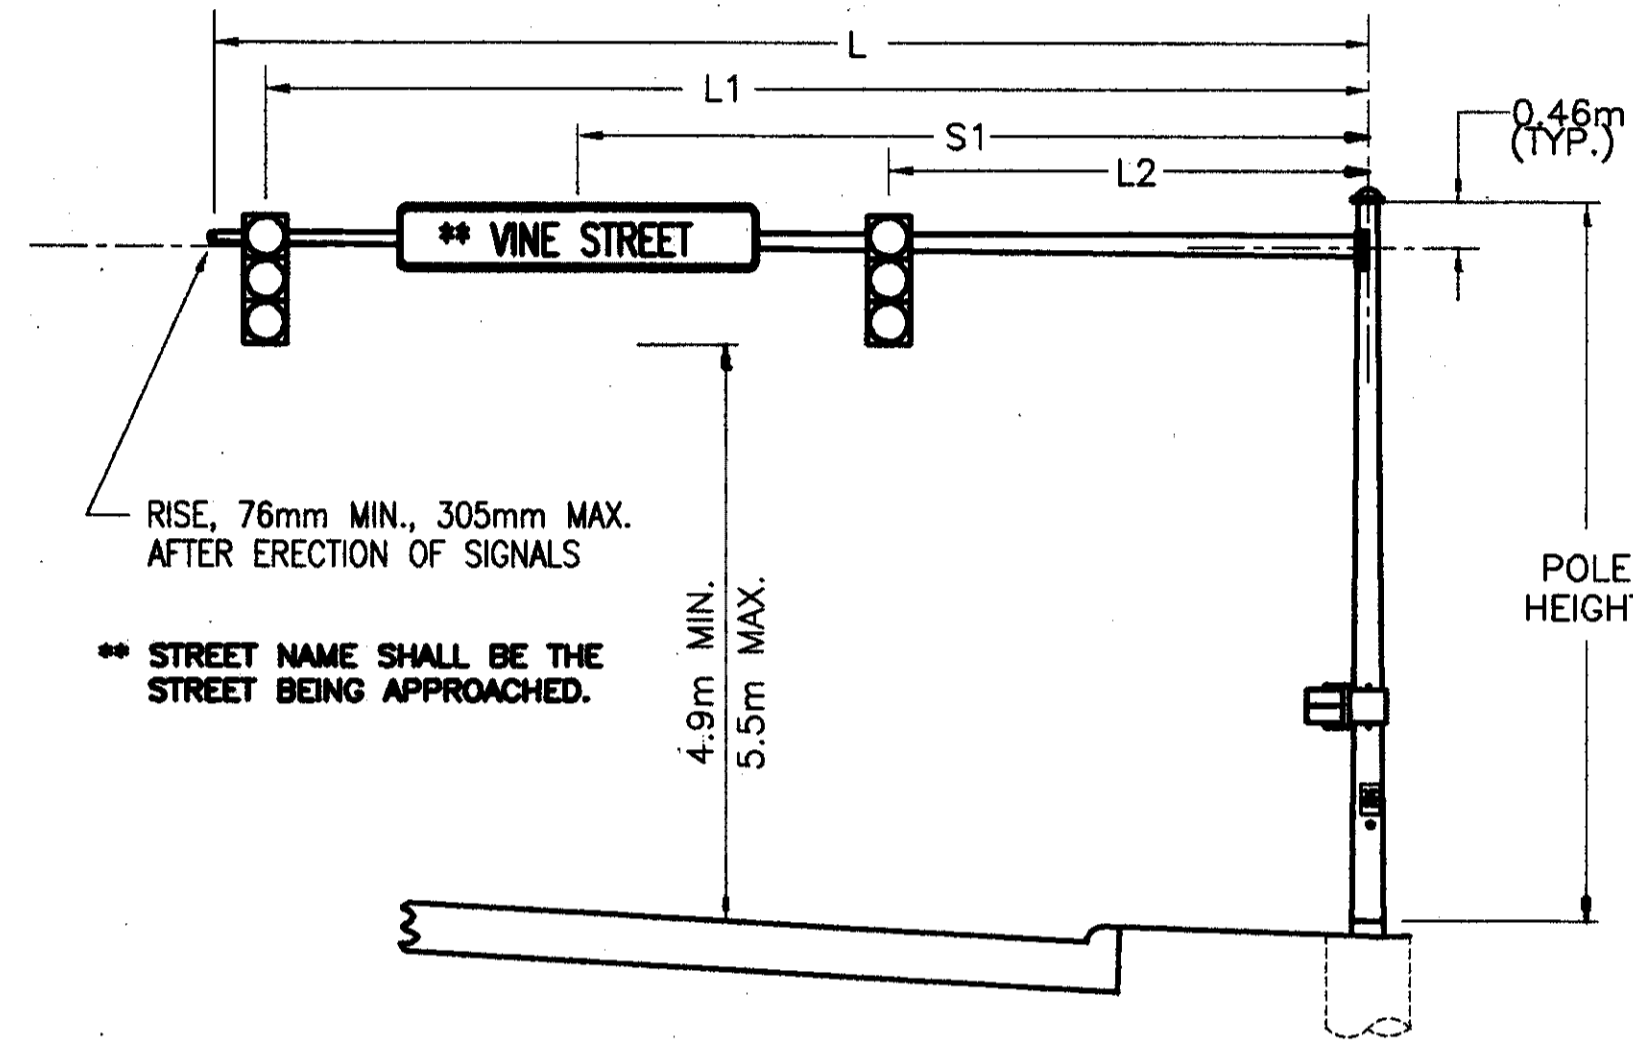 L
L1
0.46m
(TYP.)
S1
L2
** VINE STREET
RISE, 76mm MIN., 305mm MAX.
AFTER ERECTION OF SIGNALS
POLE
HEIGHT
4.9m MIN.
5.5m MAX.
** STREET NAME SHALL BE THE
STREET BEING APPROACHED.